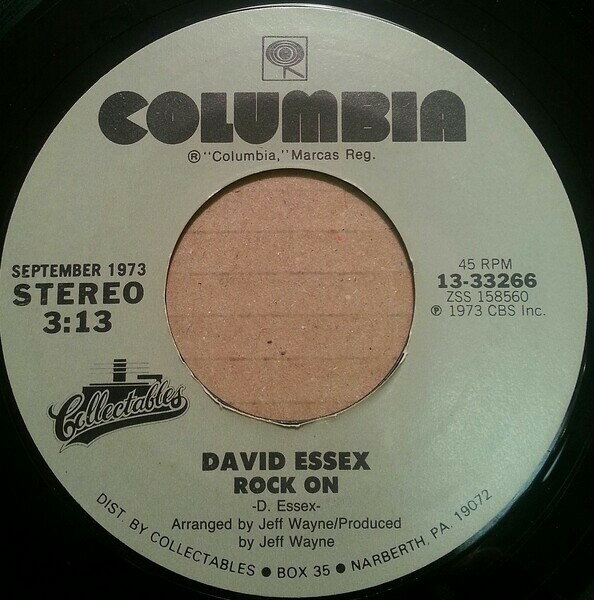 COLUMBIA
® "Columbia," Marcas Reg.
SEPTEMBER 1973
STEREO
3:13
45 RPM
13-33266
ZSS 158560
℗ 1973 CBS Inc.
Collectables
DAVID ESSEX
ROCK ON
-D. Essex-
Arranged by Jeff Wayne/Produced
by Jeff Wayne
DIST. BY COLLECTABLES ● BOX 35 ● NARBERTH, PA. 19072